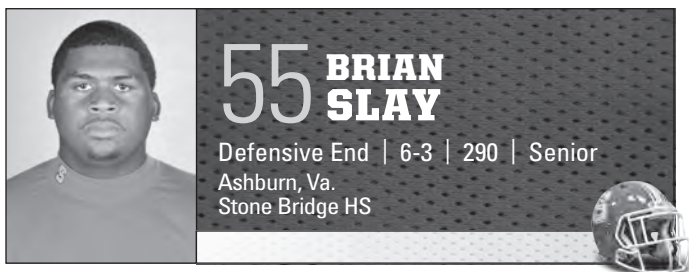 55 BRIAN
SLAY
Defensive End | 6-3 | 290 | Senior
Ashburn, Va.
Stone Bridge HS